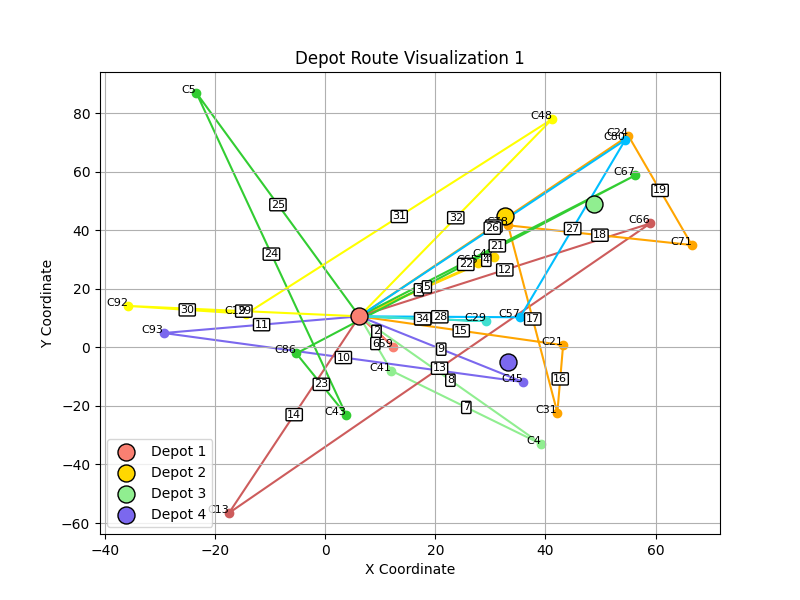 Depot Route Visualization 1
Y Coordinate
80
60
40
20
0
−20
−40
−60
C5
C48
C24
C80
C67
19
C66
25
31
32
26
27
18
C71
21
24
22
4
12
C92
30
29
3
5
C93
11
34
28
C29
C57
17
2
15
6
C59
C21
C86
10
9
C41
13
8
C45
16
23
7
C31
C43
14
C4
C13
Depot 1
Depot 2
Depot 3
Depot 4
−40
−20
0
20
40
60
X Coordinate